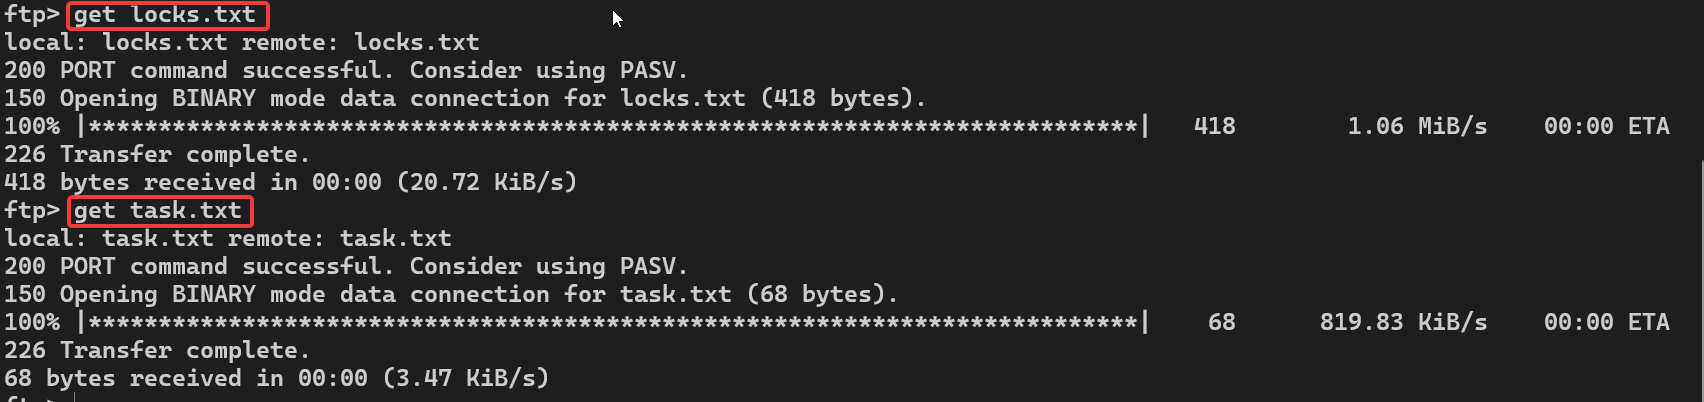 ftp> get locks.txt
local: locks.txt remote: locks.txt
200 PORT command successful. Consider using PASV.
150 Opening BINARY mode data connection for locks.txt (418 bytes).
100% |***************************************************************************| 418 1.06 MiB/s 00:00 ETA
226 Transfer complete.
418 bytes received in 00:00 (20.72 KiB/s)
ftp> get task.txt
local: task.txt remote: task.txt
200 PORT command successful. Consider using PASV.
150 Opening BINARY mode data connection for task.txt (68 bytes).
100% |***************************************************************************| 68 819.83 KiB/s 00:00 ETA
226 Transfer complete.
68 bytes received in 00:00 (3.47 KiB/s)